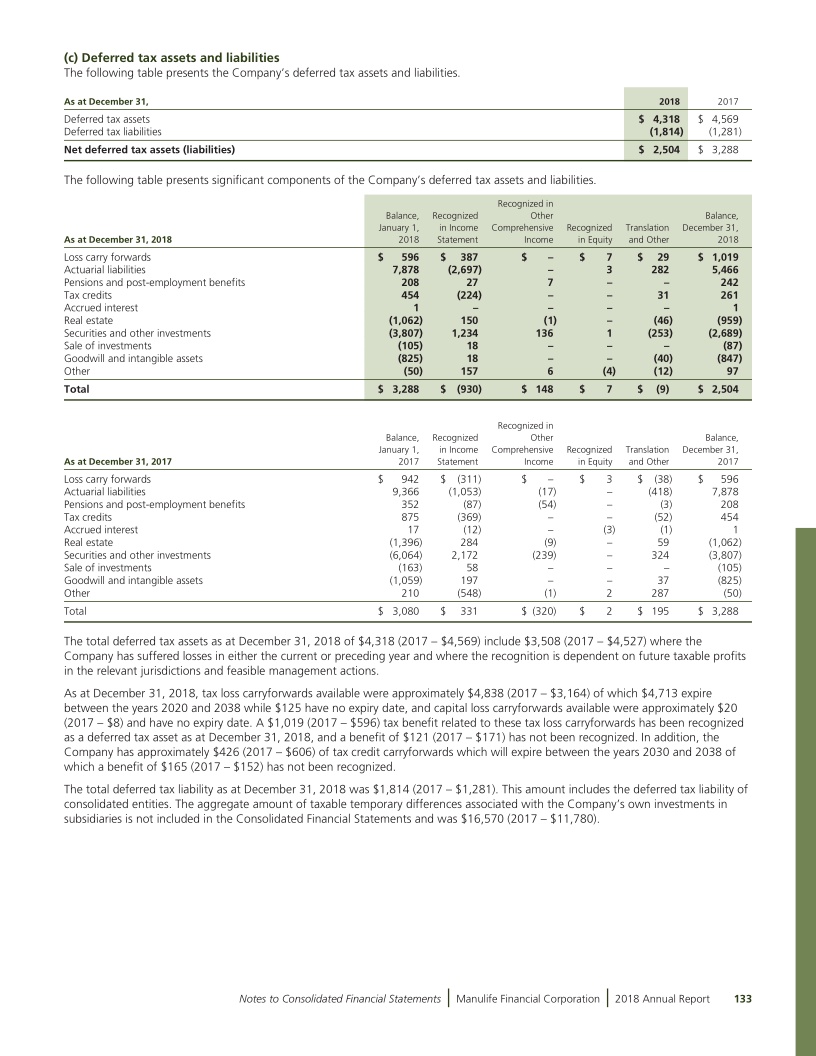 (c) Deferred tax assets and liabilities
The following table presents the Company's deferred tax assets and liabilities.
As at December 31, 2018 2017
Deferred tax assets $ 4,318 $ 4,569
Deferred tax liabilities (1,814) (1,281)
Net deferred tax assets (liabilities) $ 2,504 $ 3,288
The following table presents significant components of the Company's deferred tax assets and liabilities.
Recognized in
Balance, Recognized Other Balance,
January 1, in Income Comprehensive Recognized Translation December 31,
As at December 31, 2018 2018 Statement Income in Equity and Other 2018
Loss carry forwards $ 596 $ 387 $ – $ 7 $ 29 $ 1,019
Actuarial liabilities 7,878 (2,697) – 3 282 5,466
Pensions and post-employment benefits 208 27 7 – – 242
Tax credits 454 (224) – – 31 261
Accrued interest 1 – – – – 1
Real estate (1,062) 150 (1) – (46) (959)
Securities and other investments (3,807) 1,234 136 1 (253) (2,689)
Sale of investments (105) 18 – – – (87)
Goodwill and intangible assets (825) 18 – – (40) (847)
Other (50) 157 6 (4) (12) 97
Total $ 3,288 $ (930) $ 148 $ 7 $ (9) $ 2,504
Recognized in
Balance, Recognized Other Balance,
January 1, in Income Comprehensive Recognized Translation December 31,
As at December 31, 2017 2017 Statement Income in Equity and Other 2017
Loss carry forwards $ 942 $ (311) $ – $ 3 $ (38) $ 596
Actuarial liabilities 9,366 (1,053) (17) – (418) 7,878
Pensions and post-employment benefits 352 (87) (54) – (3) 208
Tax credits 875 (369) – – (52) 454
Accrued interest 17 (12) – (3) (1) 1
Real estate (1,396) 284 (9) – 59 (1,062)
Securities and other investments (6,064) 2,172 (239) – 324 (3,807)
Sale of investments (163) 58 – – – (105)
Goodwill and intangible assets (1,059) 197 – – 37 (825)
Other 210 (548) (1) 2 287 (50)
Total $ 3,080 $ 331 $ (320) $ 2 $ 195 $ 3,288
The total deferred tax assets as at December 31, 2018 of $4,318 (2017 – $4,569) include $3,508 (2017 – $4,527) where the
Company has suffered losses in either the current or preceding year and where the recognition is dependent on future taxable profits
in the relevant jurisdictions and feasible management actions.
As at December 31, 2018, tax loss carryforwards available were approximately $4,838 (2017 – $3,164) of which $4,713 expire
between the years 2020 and 2038 while $125 have no expiry date, and capital loss carryforwards available were approximately $20
(2017 – $8) and have no expiry date. A $1,019 (2017 – $596) tax benefit related to these tax loss carryforwards has been recognized
as a deferred tax asset as at December 31, 2018, and a benefit of $121 (2017 – $171) has not been recognized. In addition, the
Company has approximately $426 (2017 – $606) of tax credit carryforwards which will expire between the years 2030 and 2038 of
which a benefit of $165 (2017 – $152) has not been recognized.
The total deferred tax liability as at December 31, 2018 was $1,814 (2017 – $1,281). This amount includes the deferred tax liability of
consolidated entities. The aggregate amount of taxable temporary differences associated with the Company's own investments in
subsidiaries is not included in the Consolidated Financial Statements and was $16,570 (2017 – $11,780).
Notes to Consolidated Financial Statements | Manulife Financial Corporation | 2018 Annual Report 133